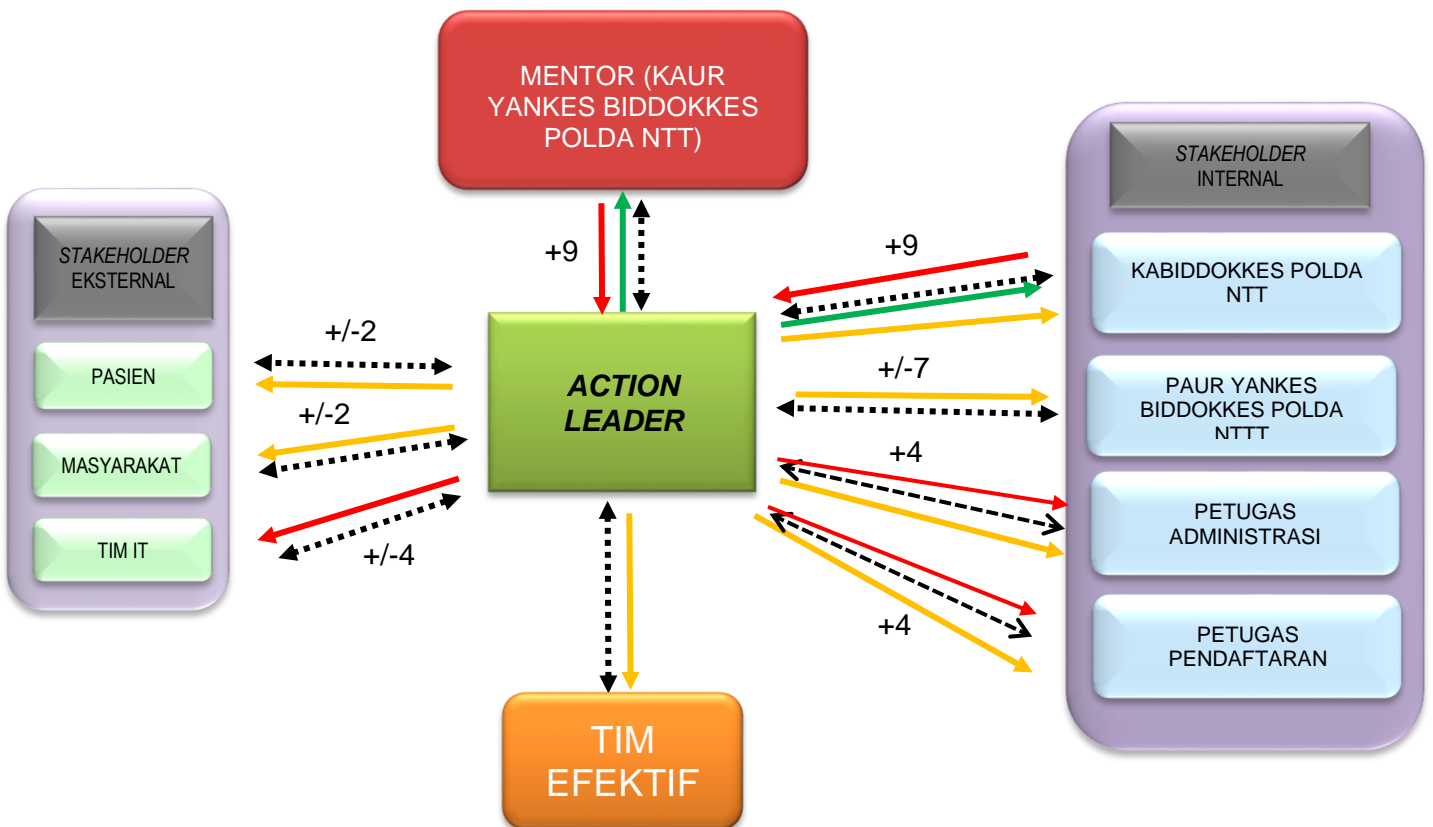 MENTOR (KAUR
YANKES BIDDOKKES
POLDA NTT)
STAKEHOLDER
EKSTERNAL
PASIEN
MASYARAKAT
TIM IT
+9
+/-2
+/-2
+/-4
ACTION
LEADER
TIM
EFEKTIF
+9
+/-7
+4
+4
STAKEHOLDER
INTERNAL
KABIDDOKKES POLDA
NTT
PAUR YANKES
BIDDOKKES POLDA
NTTT
PETUGAS
ADMINISTRASI
PETUGAS
PENDAFTARAN